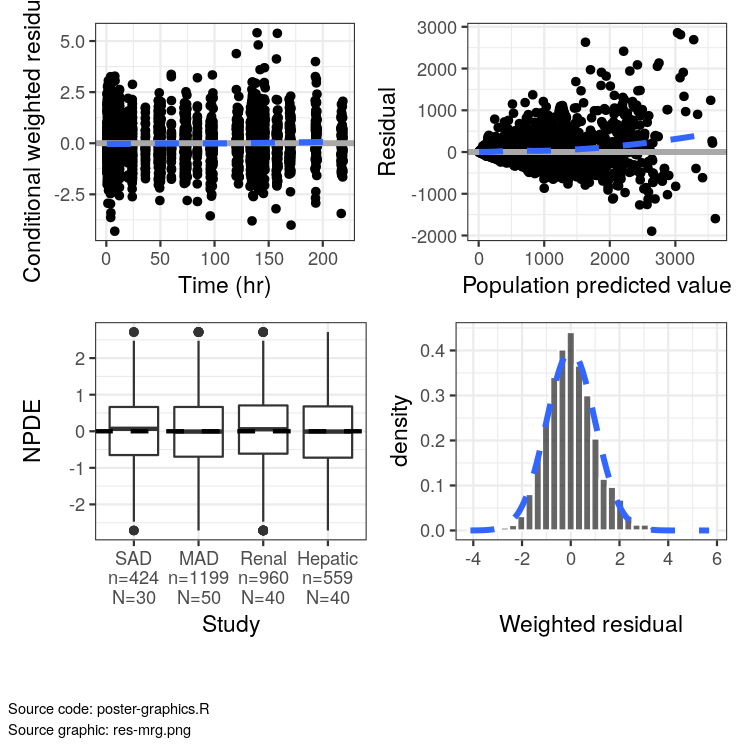 Conditional weighted residu
5.0
2.5
0.0
-2.5
0 50 100 150 200
Time (hr)
Residual
3000
2000
1000
0
-1000
-2000
0 1000 2000 3000
Population predicted value
NPDE
2
1
0
-1
-2
SAD MAD Renal Hepatic
n=424 n=1199 n=960 n=559
N=30 N=50 N=40 N=40
Study
density
0.4
0.3
0.2
0.1
0.0
-4 -2 0 2 4 6
Weighted residual
Source code: poster-graphics.R
Source graphic: res-mrg.png